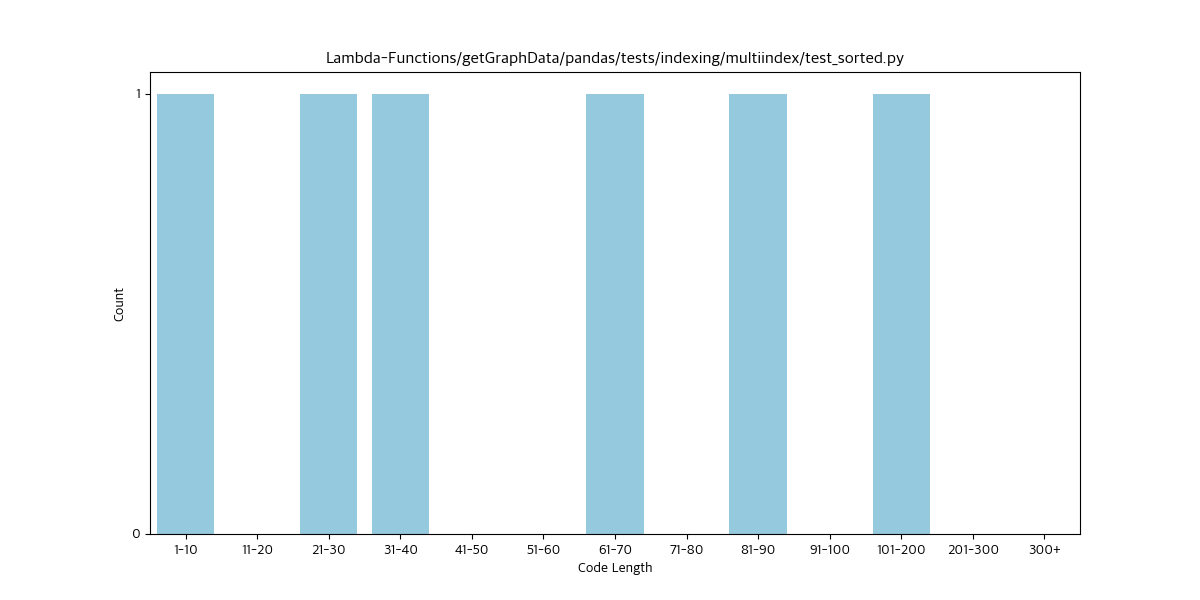 Lambda-Functions/getGraphData/pandas/tests/indexing/multiindex/test_sorted.py
1
Count
0
1-10 11-20 21-30 31-40 41-50 51-60 61-70 71-80 81-90 91-100 101-200 201-300 300+
Code Length